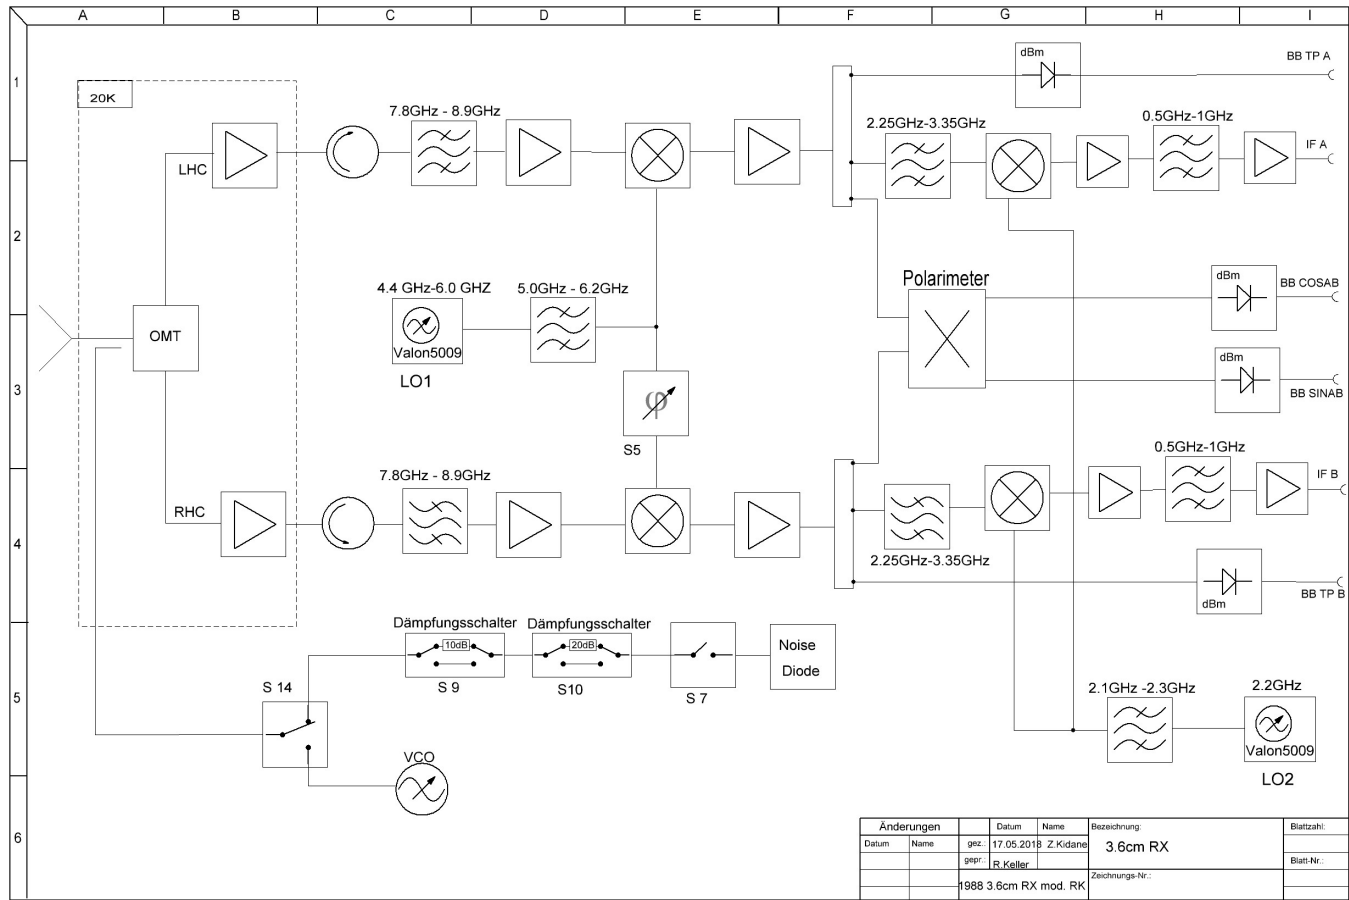 A B C D E F G H I
1
dBm
BB TP A
20K
7.8GHz - 8.9GHz
2.25GHz-3.35GHz
0.5GHz-1GHz
IF A
LHC
2
Polarimeter
dBm
BB COSAB
4.4 GHz-6.0 GHZ
5.0GHz - 6.2GHz
OMT
Valon5009
LO1
3
dBm
BB SINAB
φ
S5
7.8GHz - 8.9GHz
0.5GHz-1GHz
IF B
RHC
4
2.25GHz-3.35GHz
dBm
BB TP B
Dämpfungsschalter
Dämpfungsschalter
10dB
20dB
Noise
Diode
S 9
S10
S 7
5
S 14
2.1GHz -2.3GHz
2.2GHz
Valon5009
LO2
VCO
6
Änderungen
Datum
Name
Bezeichnung:
Blattzahl:
Datum
Name
gez.:
17.05.2018
Z.Kidane
3.6cm RX
gepr.:
R.Keller
Blatt-Nr.:
Zeichnungs-Nr.:
1988 3.6cm RX mod. RK